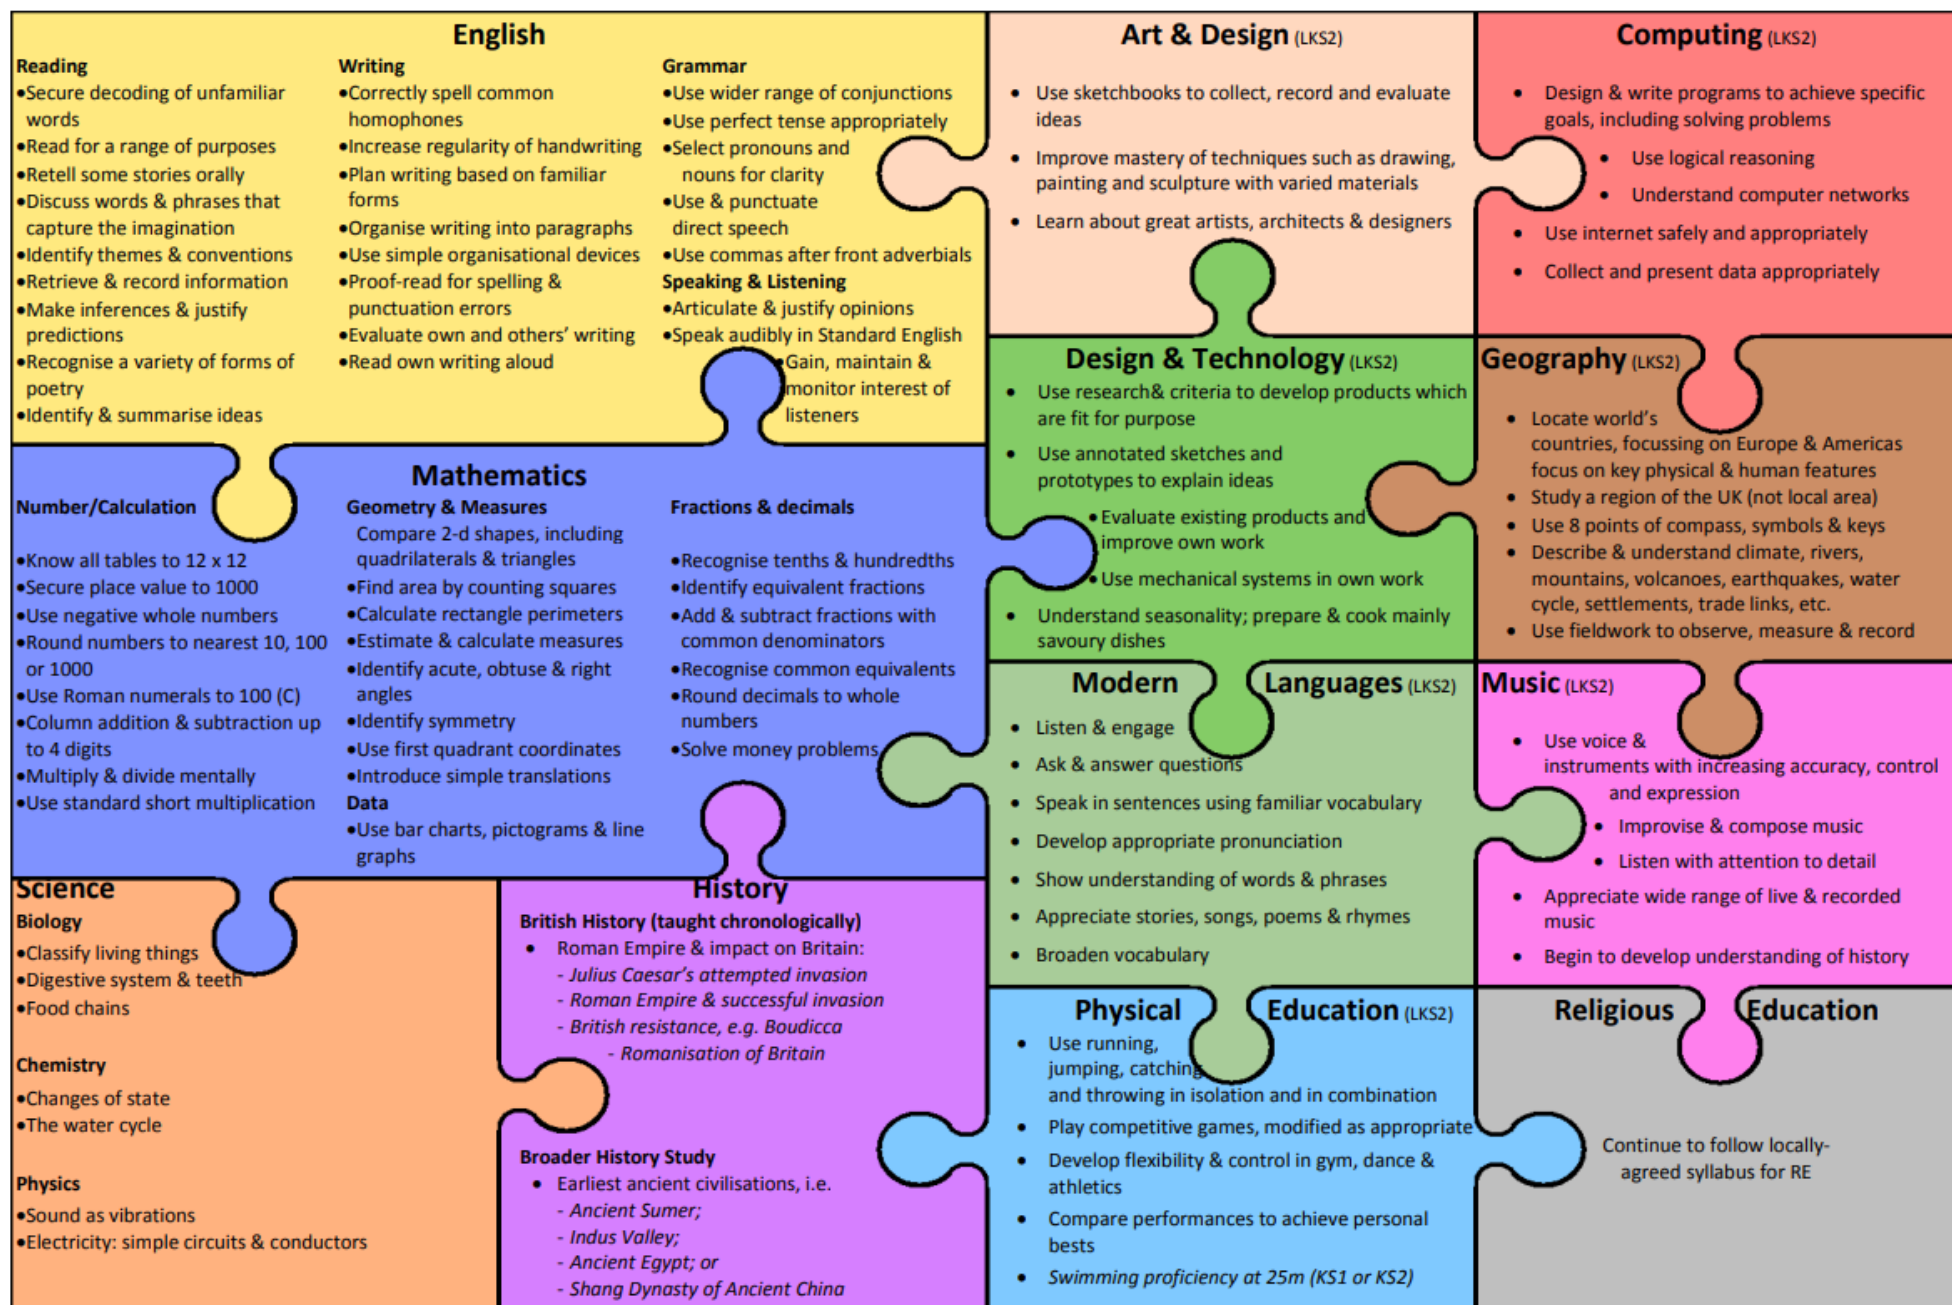 English
Reading
•Secure decoding of unfamiliar
words
•Read for a range of purposes
•Retell some stories orally
•Discuss words & phrases that
capture the imagination
•Identify themes & conventions
•Retrieve & record information
•Make inferences & justify
predictions
•Recognise a variety of forms of
poetry
•Identify & summarise ideas
Writing
•Correctly spell common
homophones
•Increase regularity of handwriting
•Plan writing based on familiar
forms
•Organise writing into paragraphs
•Use simple organisational devices
•Proof-read for spelling &
punctuation errors
•Evaluate own and others’ writing
•Read own writing aloud
Grammar
•Use wider range of conjunctions
•Use perfect tense appropriately
•Select pronouns and
nouns for clarity
•Use & punctuate
direct speech
•Use commas after front adverbials
Speaking & Listening
•Articulate & justify opinions
•Speak audibly in Standard English
•Gain, maintain &
monitor interest of
listeners
Art & Design (LKS2)
• Use sketchbooks to collect, record and evaluate
ideas
• Improve mastery of techniques such as drawing,
painting and sculpture with varied materials
• Learn about great artists, architects & designers
Computing (LKS2)
• Design & write programs to achieve specific
goals, including solving problems
• Use logical reasoning
• Understand computer networks
• Use internet safely and appropriately
• Collect and present data appropriately
Design & Technology (LKS2)
• Use research& criteria to develop products which
are fit for purpose
• Use annotated sketches and
prototypes to explain ideas
•Evaluate existing products and
improve own work
•Use mechanical systems in own work
• Understand seasonality; prepare & cook mainly
savoury dishes
Geography (LKS2)
• Locate world’s
countries, focussing on Europe & Americas
focus on key physical & human features
• Study a region of the UK (not local area)
• Use 8 points of compass, symbols & keys
• Describe & understand climate, rivers,
mountains, volcanoes, earthquakes, water
cycle, settlements, trade links, etc.
• Use fieldwork to observe, measure & record
Mathematics
Number/Calculation
•Know all tables to 12 x 12
•Secure place value to 1000
•Use negative whole numbers
•Round numbers to nearest 10, 100
or 1000
•Use Roman numerals to 100 (C)
•Column addition & subtraction up
to 4 digits
•Multiply & divide mentally
•Use standard short multiplication
Geometry & Measures
Compare 2-d shapes, including
quadrilaterals & triangles
•Find area by counting squares
•Calculate rectangle perimeters
•Estimate & calculate measures
•Identify acute, obtuse & right
angles
•Identify symmetry
•Use first quadrant coordinates
•Introduce simple translations
Data
•Use bar charts, pictograms & line
graphs
Fractions & decimals
•Recognise tenths & hundredths
•Identify equivalent fractions
•Add & subtract fractions with
common denominators
•Recognise common equivalents
•Round decimals to whole
numbers
•Solve money problems
Modern Languages (LKS2)
• Listen & engage
• Ask & answer questions
• Speak in sentences using familiar vocabulary
• Develop appropriate pronunciation
• Show understanding of words & phrases
• Appreciate stories, songs, poems & rhymes
• Broaden vocabulary
Music (LKS2)
• Use voice &
instruments with increasing accuracy, control
and expression
• Improvise & compose music
• Listen with attention to detail
• Appreciate wide range of live & recorded
music
• Begin to develop understanding of history
Science
Biology
•Classify living things
•Digestive system & teeth
•Food chains
Chemistry
•Changes of state
•The water cycle
Physics
•Sound as vibrations
•Electricity: simple circuits & conductors
History
British History (taught chronologically)
• Roman Empire & impact on Britain:
- Julius Caesar’s attempted invasion
- Roman Empire & successful invasion
- British resistance, e.g. Boudicca
- Romanisation of Britain
Broader History Study
• Earliest ancient civilisations, i.e.
- Ancient Sumer;
- Indus Valley;
- Ancient Egypt; or
- Shang Dynasty of Ancient China
Physical Education (LKS2)
• Use running,
jumping, catching
and throwing in isolation and in combination
• Play competitive games, modified as appropriate
• Develop flexibility & control in gym, dance &
athletics
• Compare performances to achieve personal
bests
• Swimming proficiency at 25m (KS1 or KS2)
Religious Education
Continue to follow locally-
agreed syllabus for RE